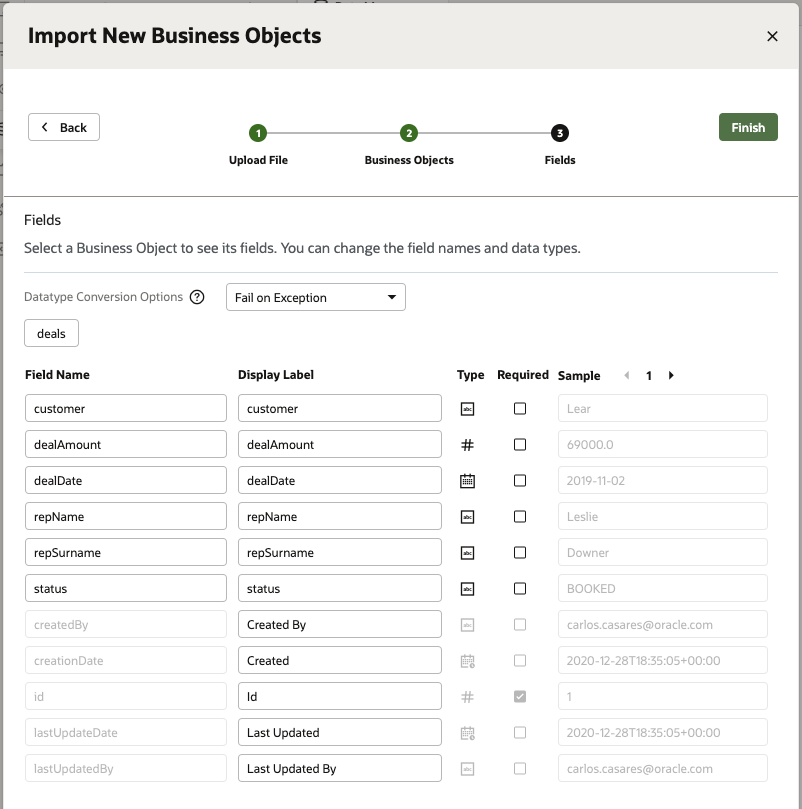 Import New Business Objects
Back
1
2
3
Finish
Upload File
Business Objects
Fields
Fields
Select a Business Object to see its fields. You can change the field names and data types.
Datatype Conversion Options ? Fail on Exception
deals
Field Name Display Label Type Required Sample 1
customer customer abc Lear
dealAmount dealAmount # 69000.0
dealDate dealDate 2019-11-02
repName repName abc Leslie
repSurname repSurname abc Downer
status status abc BOOKED
createdBy Created By abc carlos.casares@oracle.com
creationDate Created 2020-12-28T18:35:05+00:00
id Id # 1
lastUpdateDate Last Updated 2020-12-28T18:35:05+00:00
lastUpdatedBy Last Updated By abc carlos.casares@oracle.com